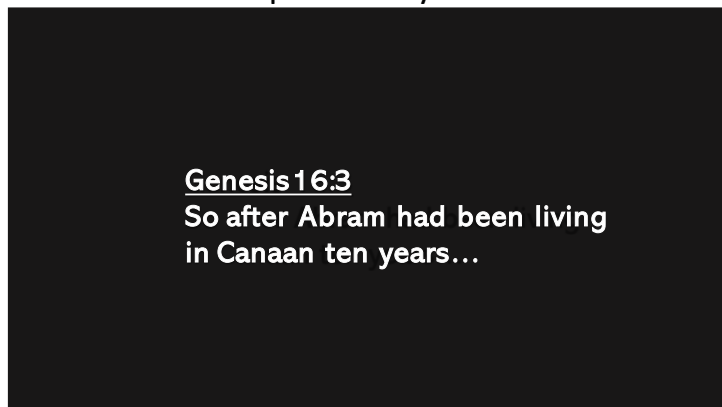 Genesis 16:3
So after Abram had been living
in Canaan ten years...